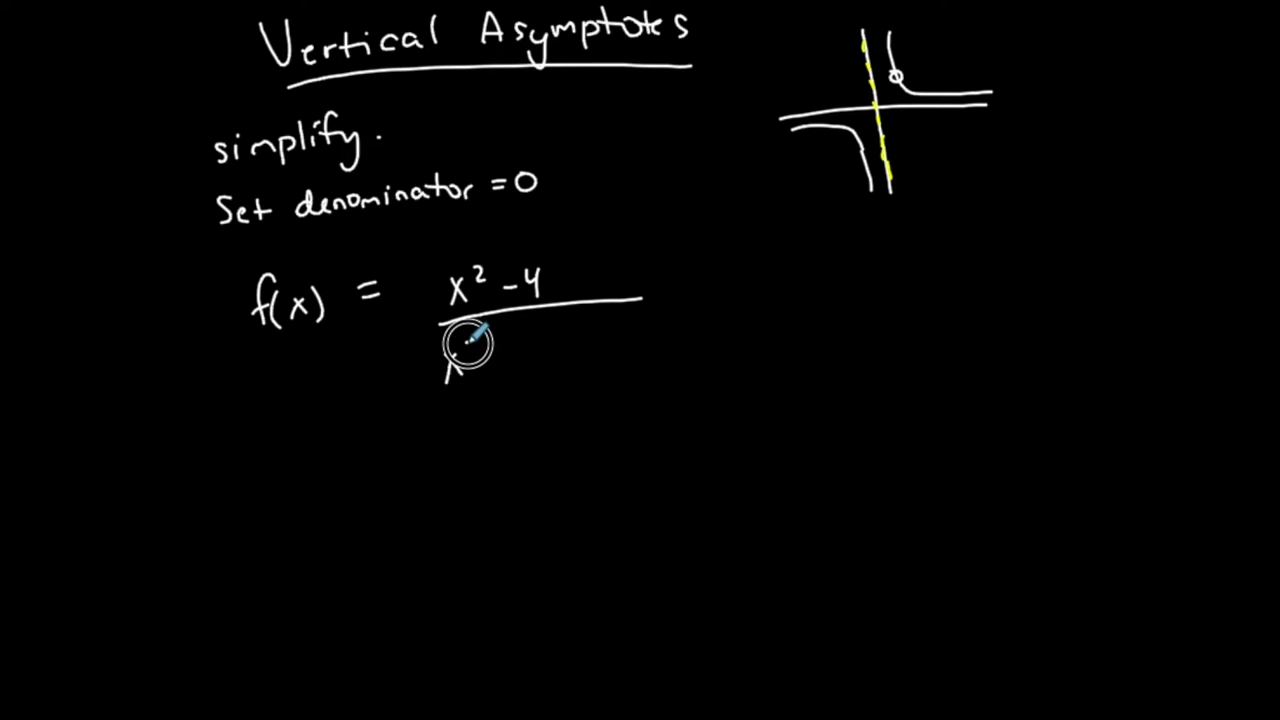 Vertical Asymptotes
simplify.
Set denominator = 0
f(x) = x² - 4